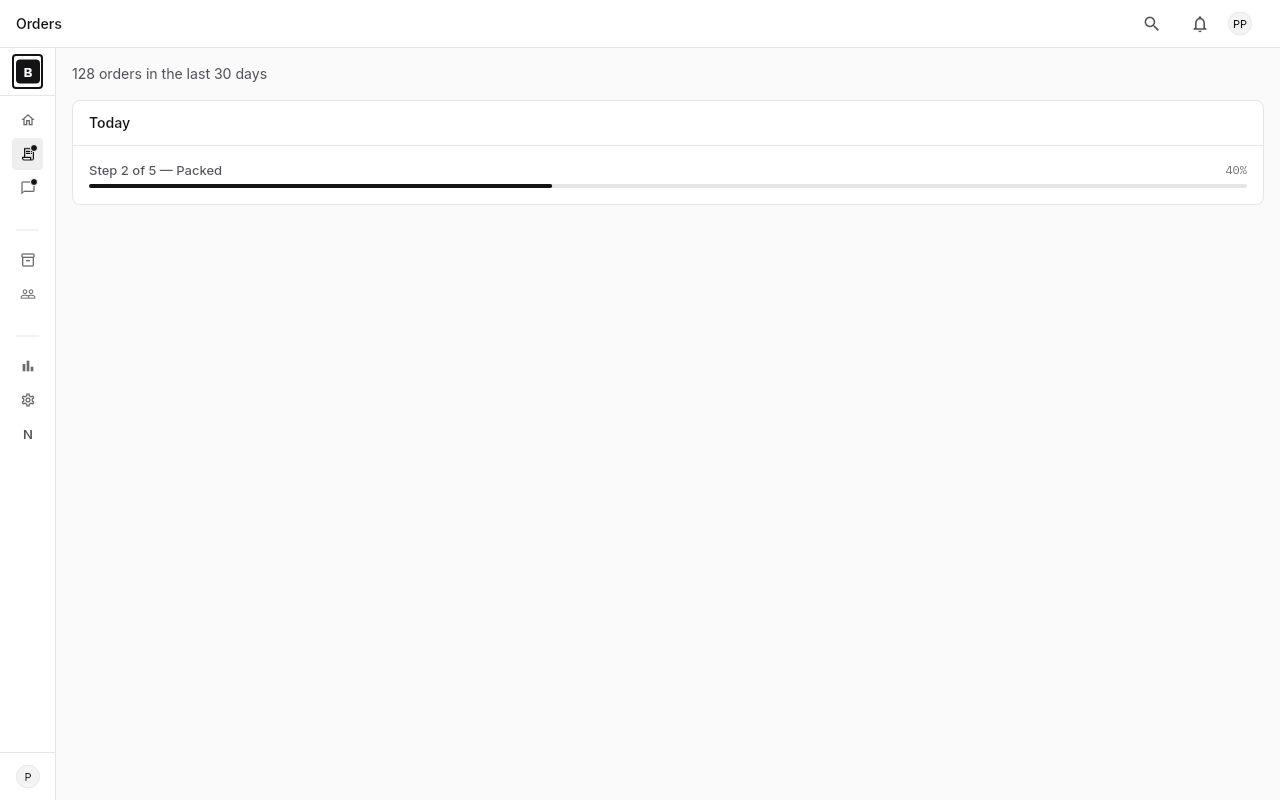 Orders
PP
B
128 orders in the last 30 days
Today
Step 2 of 5 — Packed
40%
N
P